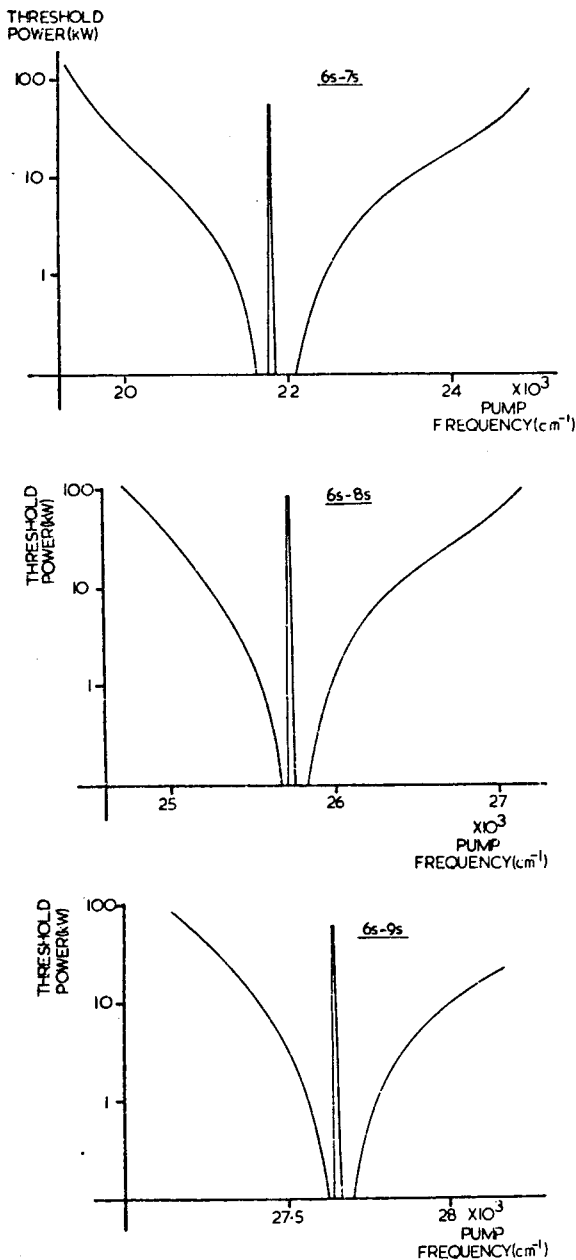 THRESHOLD
POWER(kW)
100
10
1
6s-7s
20
22
24
X10³
PUMP
FREQUENCY(cm⁻¹)
THRESHOLD
POWER(kW)
100
10
1
6s-8s
25
26
27
X10³
PUMP
FREQUENCY(cm⁻¹)
THRESHOLD
POWER(kW)
100
10
1
6s-9s
27·5
28
X10³
PUMP
FREQUENCY(cm⁻¹)